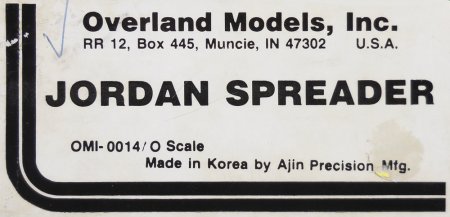 Overland Models, Inc.
RR 12, Box 445, Muncie, IN 47302 U.S.A.
JORDAN SPREADER
OMI-0014/O Scale
Made in Korea by Ajin Precision Mfg.